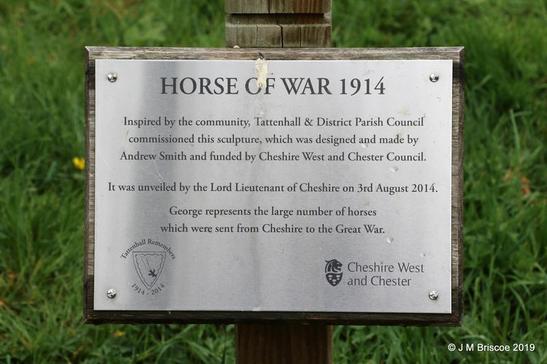 HORSE OF WAR 1914
Inspired by the community, Tattenhall & District Parish Council
commissioned this sculpture, which was designed and made by
Andrew Smith and funded by Cheshire West and Chester Council.
It was unveiled by the Lord Lieutenant of Cheshire on 3rd August 2014.
George represents the large number of horses
which were sent from Cheshire to the Great War.
Tattenhall Remembers
1914 - 2014
Cheshire West
and Chester
© J M Briscoe 2019